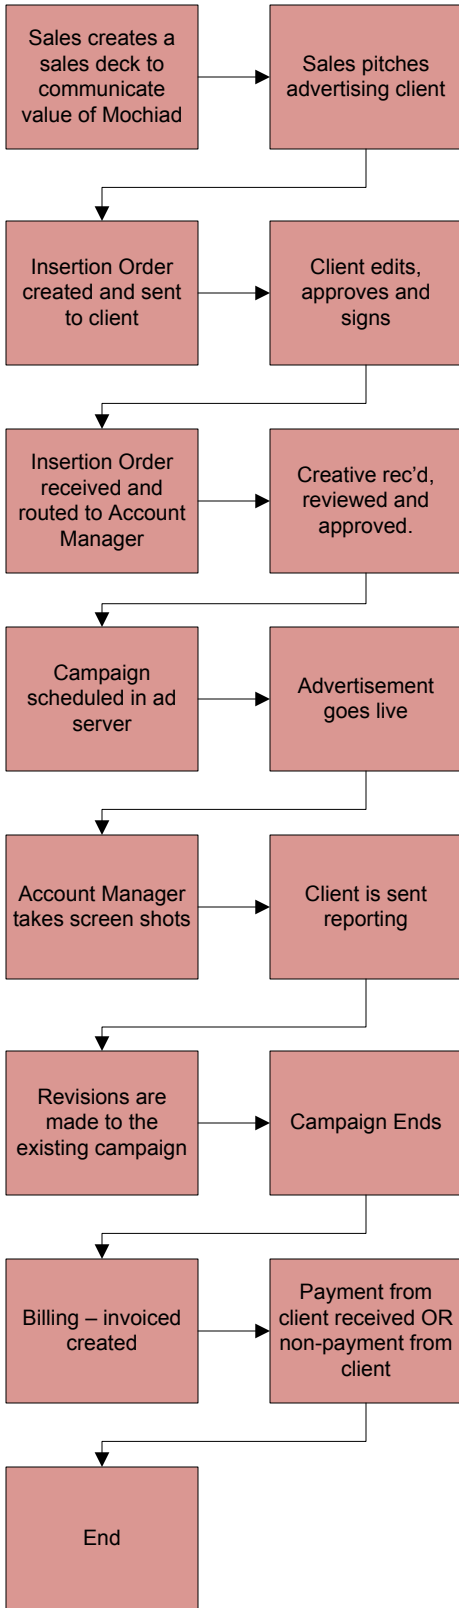 Sales creates a
sales deck to
communicate
value of Mochiad
Sales pitches
advertising client
Insertion Order
created and sent
to client
Client edits,
approves and
signs
Insertion Order
received and
routed to Account
Manager
Creative rec’d,
reviewed and
approved.
Campaign
scheduled in ad
server
Advertisement
goes live
Account Manager
takes screen shots
Client is sent
reporting
Revisions are
made to the
existing campaign
Campaign Ends
Billing – invoiced
created
Payment from
client received OR
non-payment from
client
End